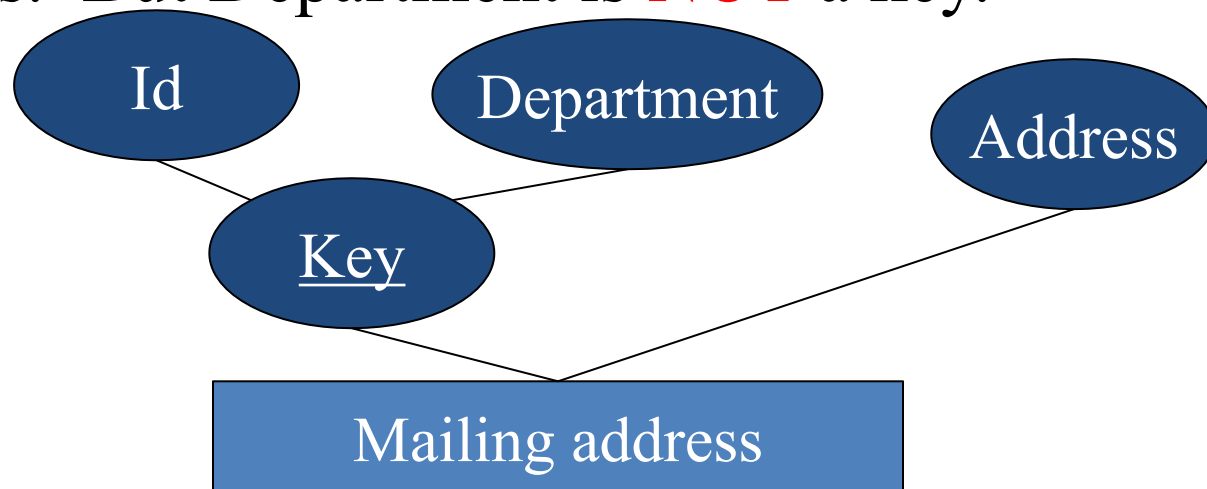 s. But Department is NOT a key.
Id
Department
Address
Key
Mailing address